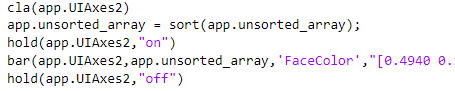 cla(app.UIAxes2)
app.unsorted_array = sort(app.unsorted_array);
hold(app.UIAxes2,"on")
bar(app.UIAxes2,app.unsorted_array,'FaceColor',"[0.4940 0.
hold(app.UIAxes2,"off")